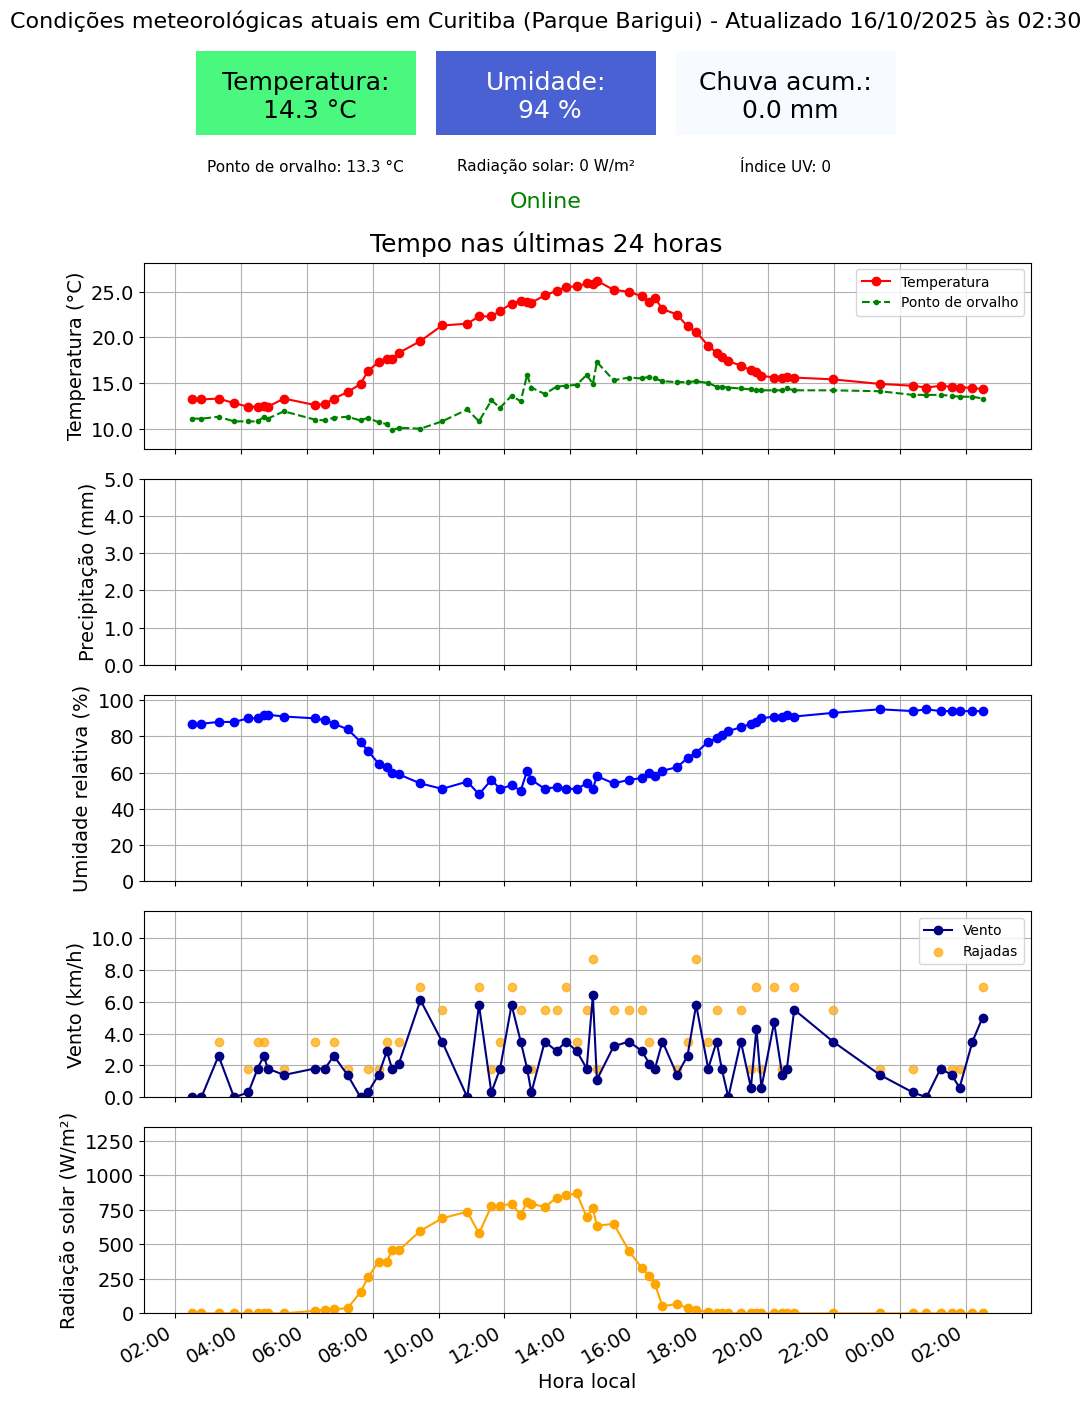 Condições meteorológicas atuais em Curitiba (Parque Barigui) - Atualizado 16/10/2025 às 02:30
Temperatura:
14.3 °C
Umidade:
94 %
Chuva acum.:
0.0 mm
Ponto de orvalho: 13.3 °C
Radiação solar: 0 W/m²
Índice UV: 0
Online
Tempo nas últimas 24 horas
Temperatura (°C)
25.0
20.0
15.0
10.0
Temperatura
Ponto de orvalho
Precipitação (mm)
5.0
4.0
3.0
2.0
1.0
0.0
Umidade relativa (%)
100
80
60
40
20
0
Vento (km/h)
10.0
8.0
6.0
4.0
2.0
0.0
Vento
Rajadas
Radiação solar (W/m²)
1250
1000
750
500
250
0
02:00
04:00
06:00
08:00
10:00
12:00
14:00
16:00
18:00
20:00
22:00
00:00
02:00
Hora local